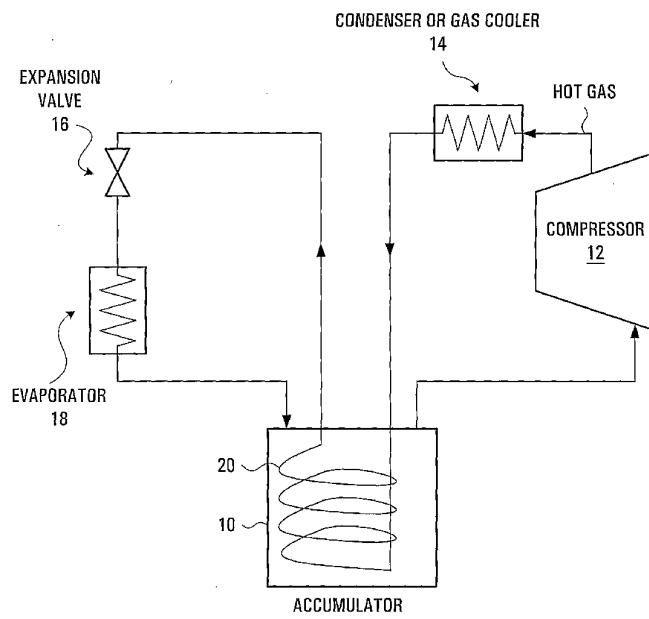 CONDENSER OR GAS COOLER
14
EXPANSION
VALVE
16
HOT GAS
COMPRESSOR
12
EVAPORATOR
18
20
10
ACCUMULATOR